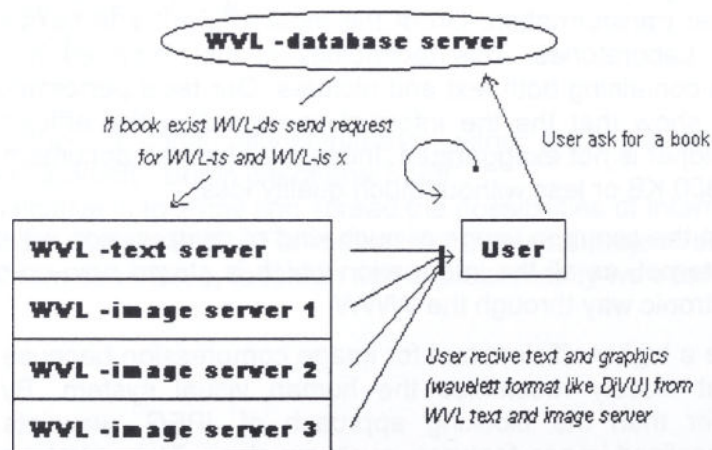 WVL -database server
If book exist WVL-ds send request
for WVL-ts and WVL-is x
User ask for a book
WVL -text server
User
WVL -image server 1
WVL -image server 2
WVL -image server 3
User recive text and graphics
(wavelett format like DjVU) from
WVL text and image server